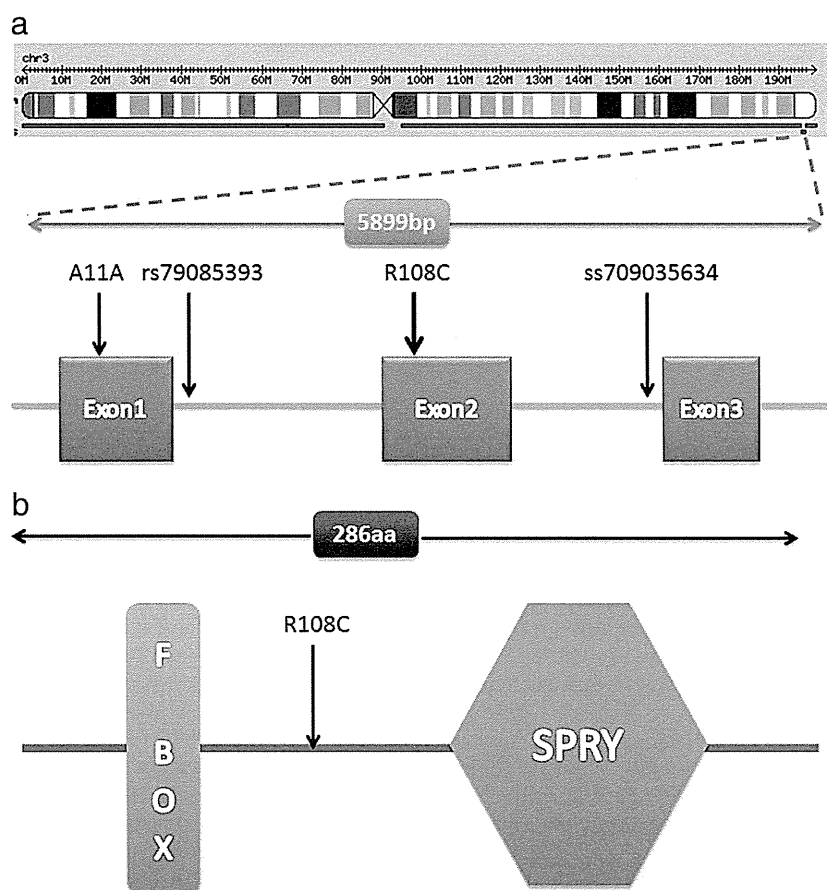 a
chr3
0M 10M 20M 30M 40M 50M 60M 70M 80M 90M 100M 110M 120M 130M 140M 150M 160M 170M 180M 190M
5899bp
A11A rs79085393 R108C ss709035634
Exon1 Exon2 Exon3
b
286aa
R108C
F
B
O
X
SPRY